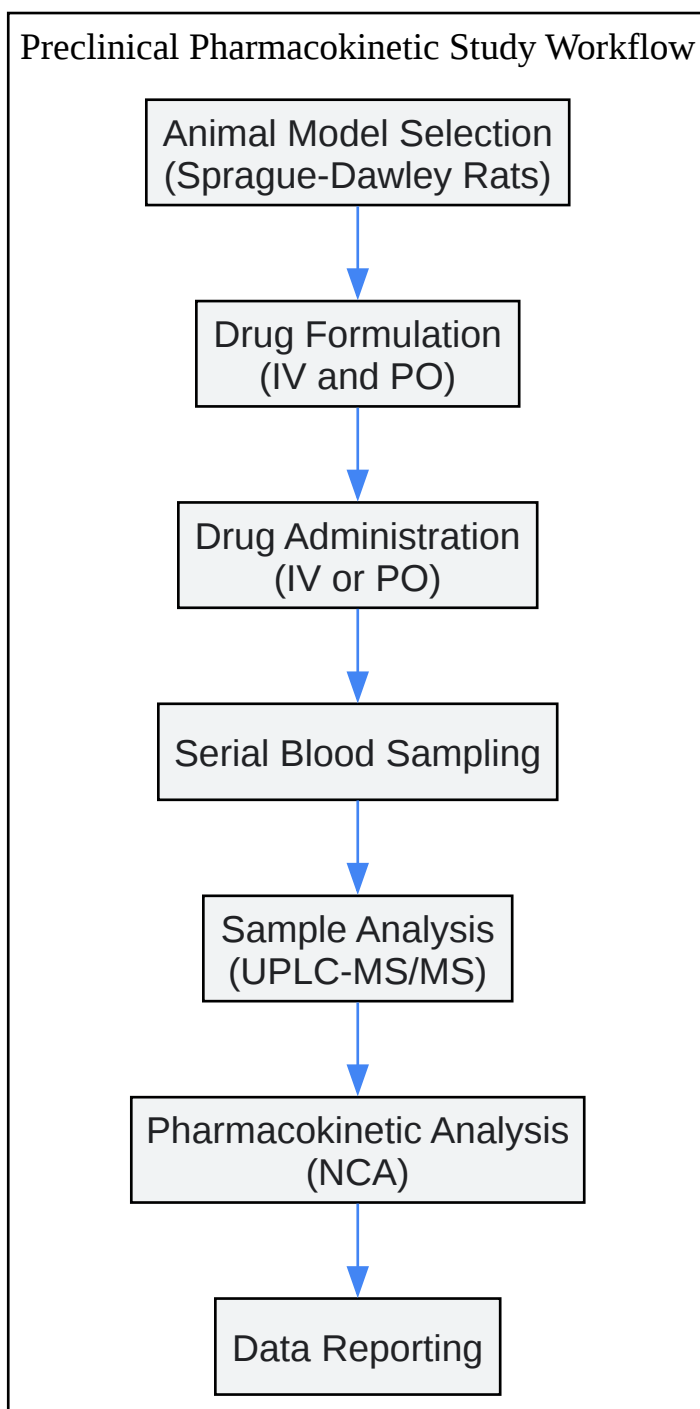 Preclinical Pharmacokinetic Study Workflow
Animal Model Selection
(Sprague-Dawley Rats)
Drug Formulation
(IV and PO)
Drug Administration
(IV or PO)
Serial Blood Sampling
Sample Analysis
(UPLC-MS/MS)
Pharmacokinetic Analysis
(NCA)
Data Reporting